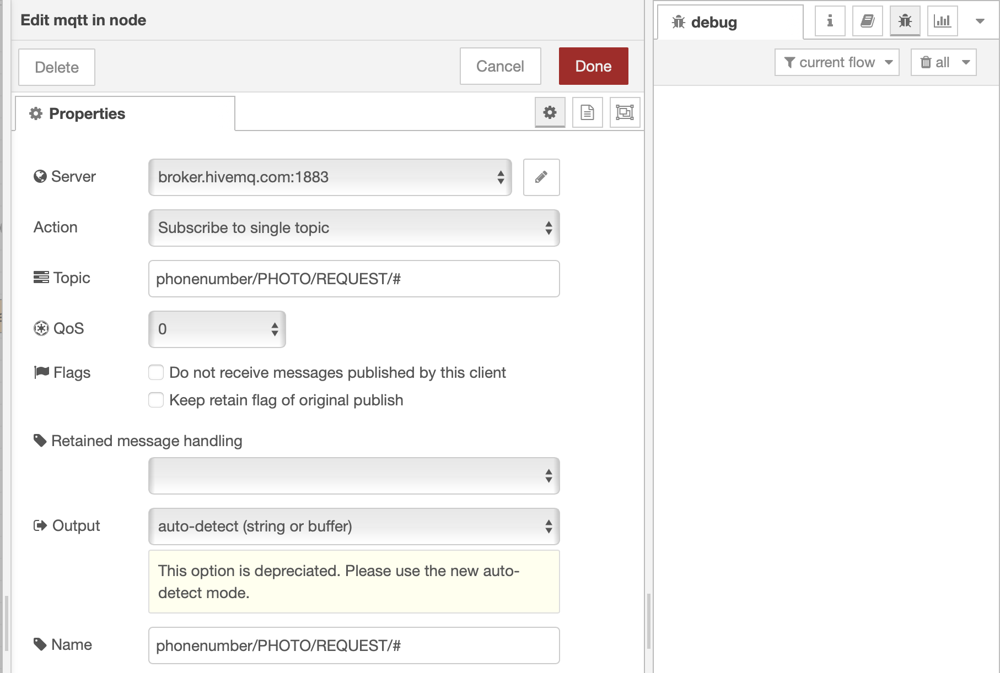 Edit mqtt in node
Delete
Cancel
Done
Properties
Server
broker.hivemq.com:1883
Action
Subscribe to single topic
Topic
phonenumber/PHOTO/REQUEST/#
QoS
0
Flags
Do not receive messages published by this client
Keep retain flag of original publish
Retained message handling
Output
auto-detect (string or buffer)
This option is depreciated. Please use the new auto-
detect mode.
Name
phonenumber/PHOTO/REQUEST/#
debug
current flow
all